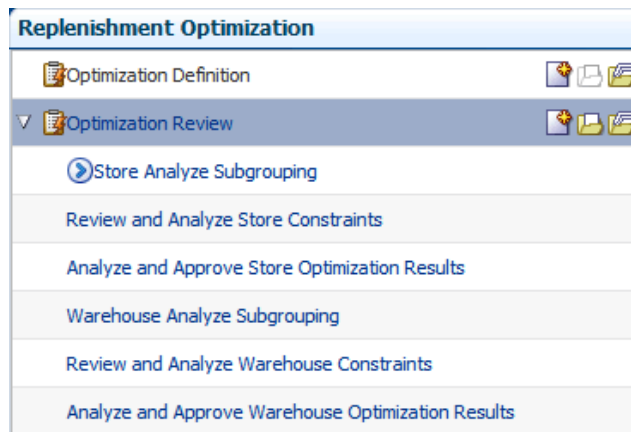 Replenishment Optimization
Optimization Definition
Optimization Review
Store Analyze Subgrouping
Review and Analyze Store Constraints
Analyze and Approve Store Optimization Results
Warehouse Analyze Subgrouping
Review and Analyze Warehouse Constraints
Analyze and Approve Warehouse Optimization Results